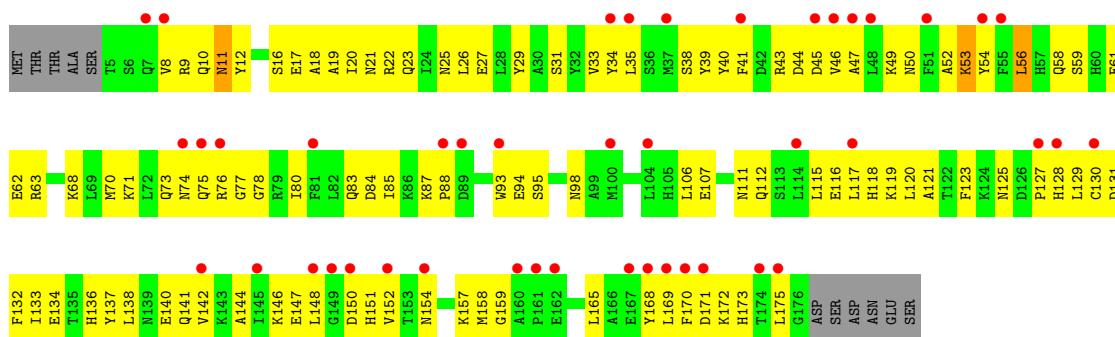 MET THR THR ALA SER T5 S6 Q7 V8 R9 Q10 N11 Y12 S16 E17 A18 A19 I20 N21 R22 Q23 I24 N25 L26 E27 L28 Y29 A30 S31 Y32 V33 Y34 L35 S36 M37 S38 Y39 Y40 F41 D42 R43 D44 D45 V46 A47 L48 K49 N50 F51 A52 K53 Y54 F55 L56 H57 Q58 S59 H60 E61
E62 R63 K68 L69 M70 K71 L72 Q73 N74 Q75 R76 G77 G78 R79 I80 F81 L82 Q83 D84 I85 K86 K87 P88 D89 W93 E94 S95 N98 A99 M100 L104 H105 L106 E107 N111 Q112 S113 L114 L115 E116 L117 H118 K119 L120 A121 T122 F123 K124 N125 D126 P127 H128 L129 C130 D131
F132 I133 E134 T135 H136 Y137 L138 N139 E140 Q141 V142 K143 A144 I145 K146 E147 L148 G149 D150 H151 V152 T153 N154 K157 M158 G159 A160 P161 E162 L165 A166 E167 Y168 L169 F170 D171 K172 H173 T174 L175 G176 ASP SER ASP ASN GLU SER